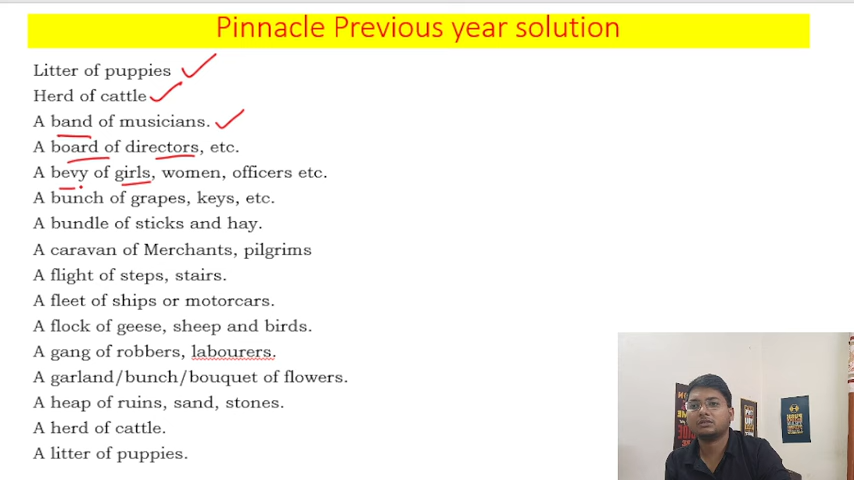 Pinnacle Previous year solution
Litter of puppies
Herd of cattle
A band of musicians.
A board of directors, etc.
A bevy of girls, women, officers etc.
A bunch of grapes, keys, etc.
A bundle of sticks and hay.
A caravan of Merchants, pilgrims
A flight of steps, stairs.
A fleet of ships or motorcars.
A flock of geese, sheep and birds.
A gang of robbers, labourers.
A garland/bunch/bouquet of flowers.
A heap of ruins, sand, stones.
A herd of cattle.
A litter of puppies.